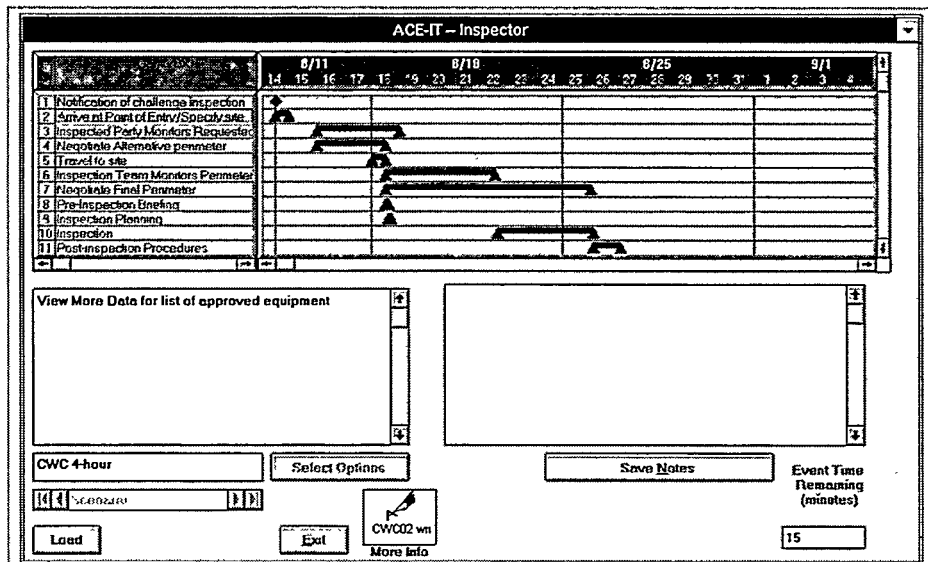 ACE-IT – Inspector
8/11 8/18 8/25 9/1
14 15 16 17 18 19 20 21 22 23 24 25 26 27 28 29 30 31 1 2 3 4
1 Notification of challenge inspection
2 Arrive at Point of Entry/Specify site
3 Inspected Party Monitors Requested
4 Negotiate Alternative perimeter
5 Travel to site
6 Inspection Team Monitors Perimeter
7 Negotiate Final Perimeter
8 Pre-Inspection Briefing
9 Inspection Planning
10 Inspection
11 Post-inspection Procedures
View More Data for list of approved equipment
CWC 4-hour
Select Options
Save Notes
Event Time
Remaining
(minutes)
Scenario
CWC02 wn
More Info
Load
Exit
15